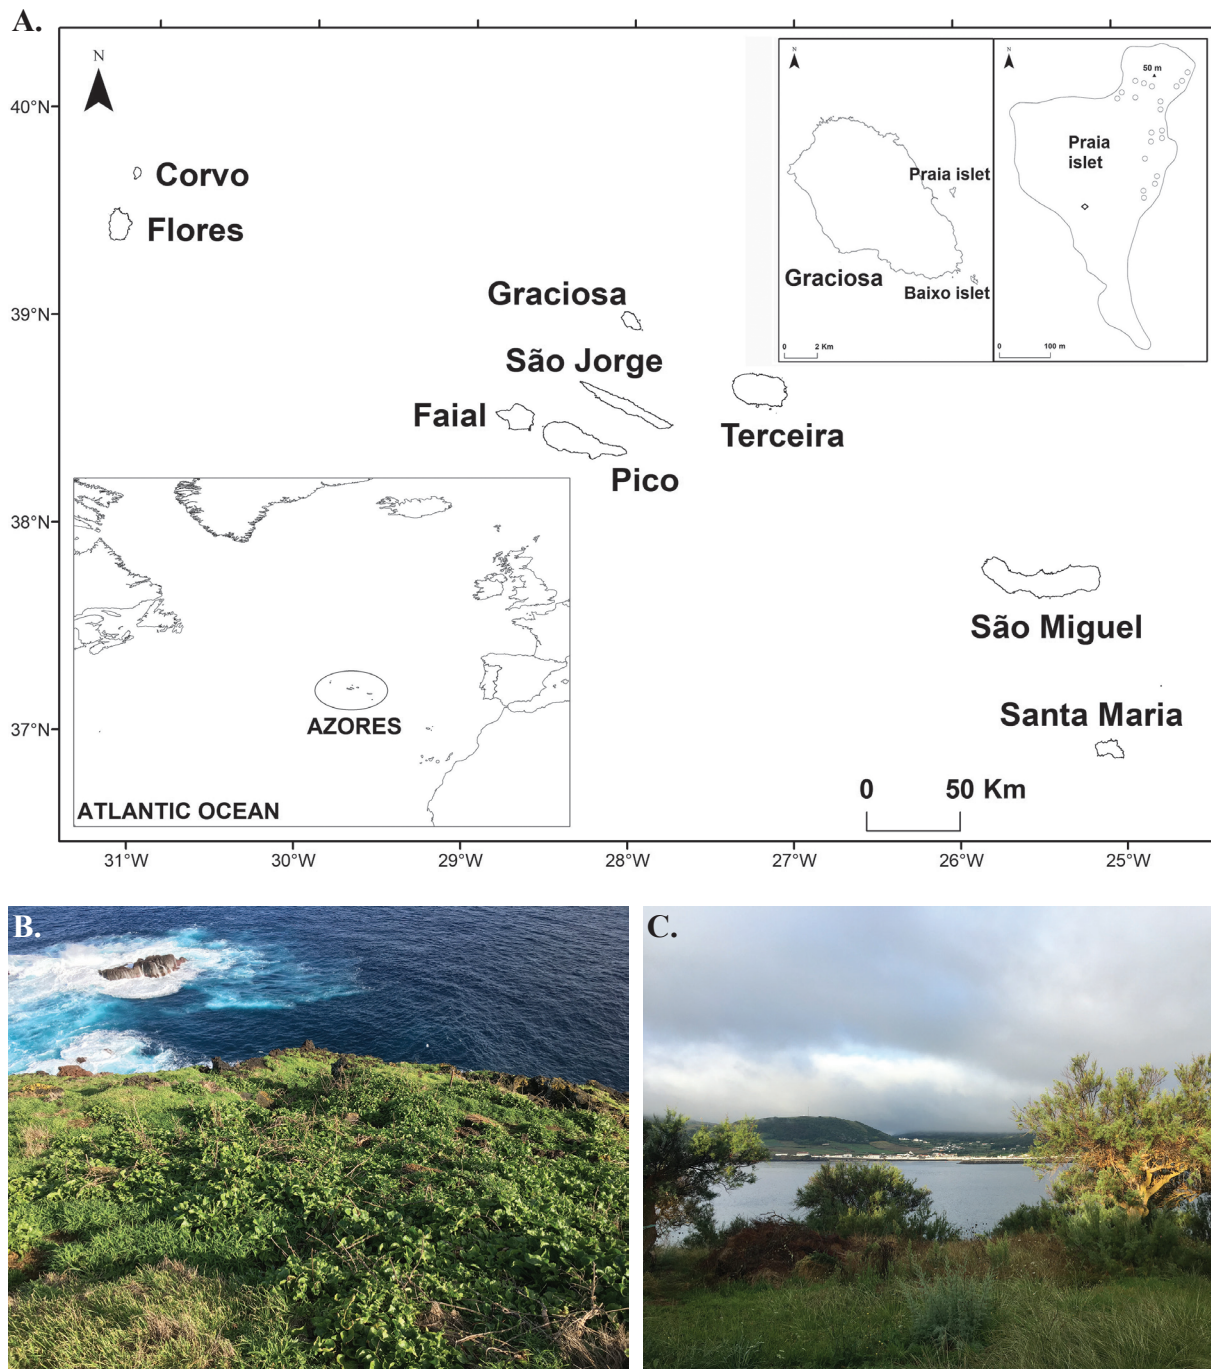 A.
N
40°N
39°N
38°N
37°N
Corvo
Flores
Graciosa
São Jorge
Faial
Pico
Terceira
São Miguel
Santa Maria
0 50 Km
31°W 30°W 29°W 28°W 27°W 26°W 25°W
N
Praia islet
Graciosa
Baixo islet
0 2 Km
N
50 m
Praia
islet
0 100 m
AZORES
ATLANTIC OCEAN
B.
C.